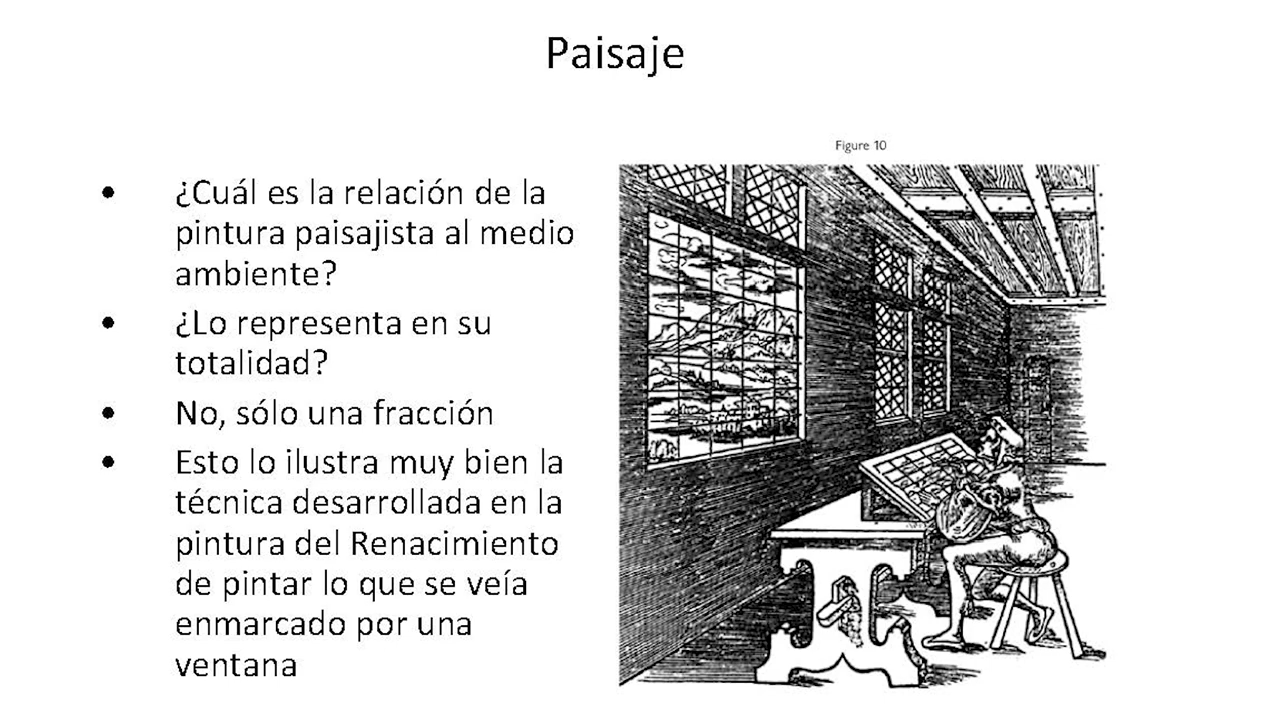 Paisaje
Figure 10
• ¿Cuál es la relación de la
pintura paisajista al medio
ambiente?
• ¿Lo representa en su
totalidad?
• No, sólo una fracción
• Esto lo ilustra muy bien la
técnica desarrollada en la
pintura del Renacimiento
de pintar lo que se veía
enmarcado por una
ventana